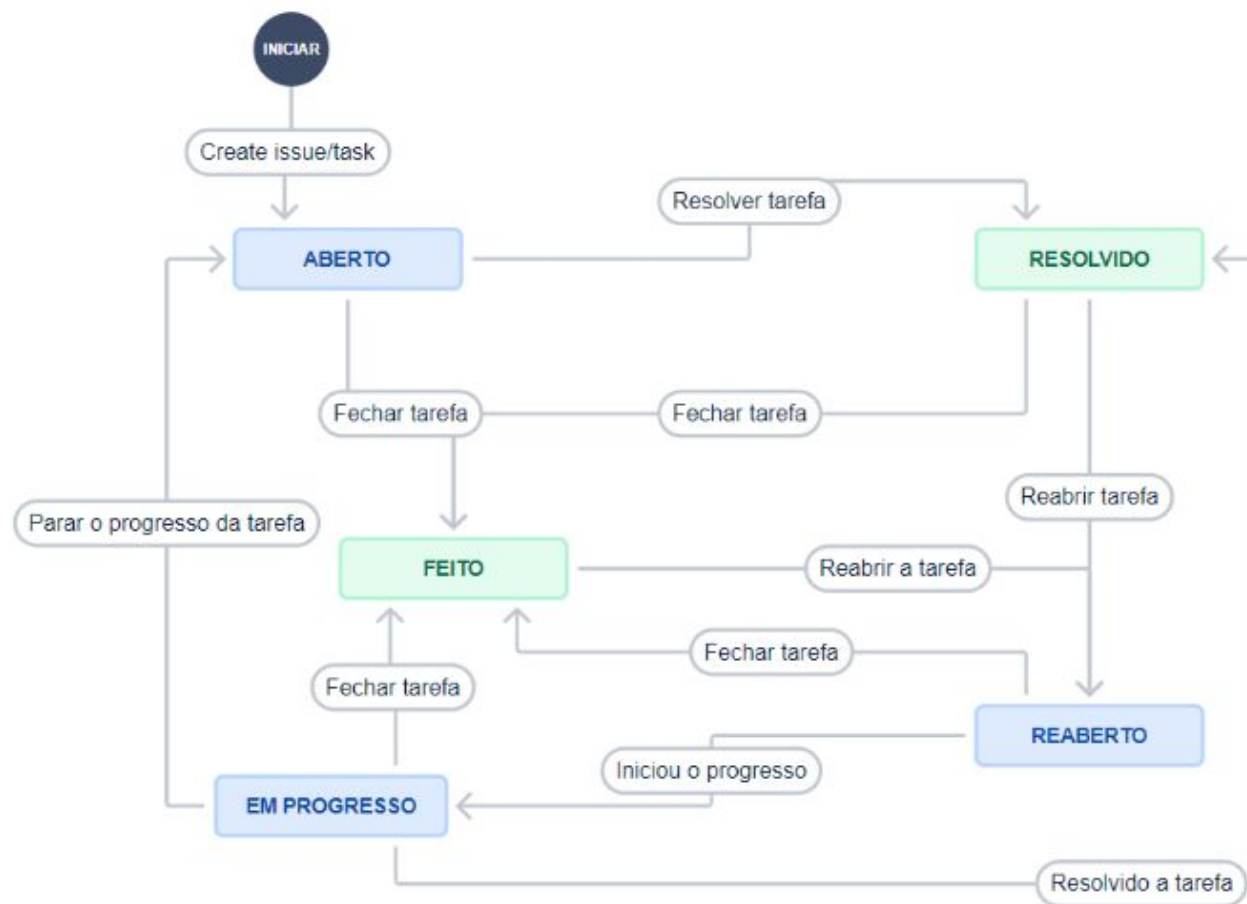 INICIAR
Create issue/task
Resolver tarefa
ABERTO
RESOLVIDO
Fechar tarefa
Fechar tarefa
Reabrir tarefa
Parar o progresso da tarefa
FEITO
Reabrir a tarefa
Fechar tarefa
Fechar tarefa
REABERTO
Iniciou o progresso
EM PROGRESSO
Resolvido a tarefa